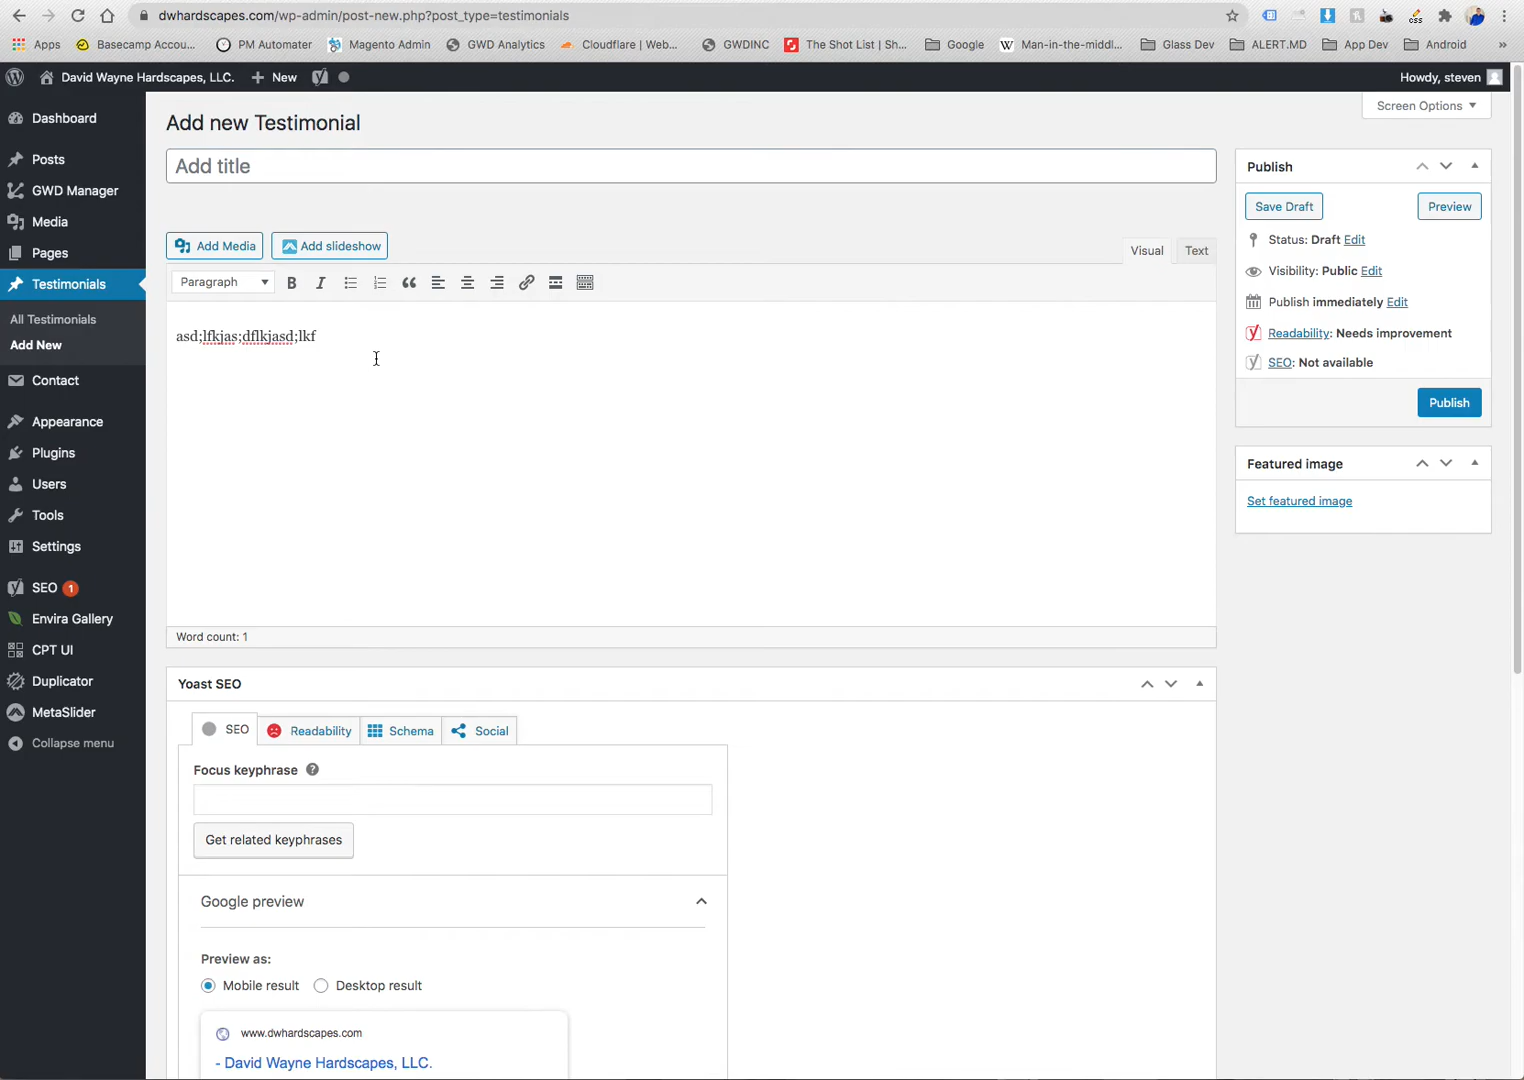 dwhardscapes.com/wp-admin/post-new.php?post_type=testimonials
Apps
Basecamp Accou...
PM Automater
Magento Admin
GWD Analytics
Cloudflare | Web...
GWDINC
The Shot List | Sh...
Google
Man-in-the-middl...
Glass Dev
ALERT.MD
App Dev
Android
»
David Wayne Hardscapes, LLC.
New
Howdy, steven
Screen Options
Dashboard
Posts
GWD Manager
Media
Pages
Testimonials
All Testimonials
Add New
Contact
Appearance
Plugins
Users
Tools
Settings
SEO 1
Envira Gallery
CPT UI
Duplicator
MetaSlider
Collapse menu
Add new Testimonial
Add title
Add Media
Add slideshow
Visual
Text
Paragraph
B
I
asd;lfkjas;dflkjasd;lkf
Word count: 1
Yoast SEO
SEO
Readability
Schema
Social
Focus keyphrase ?
Get related keyphrases
Google preview
Preview as:
Mobile result
Desktop result
www.dwhardscapes.com
- David Wayne Hardscapes, LLC.
Publish
Save Draft
Preview
Status: Draft Edit
Visibility: Public Edit
Publish immediately Edit
Readability: Needs improvement
SEO: Not available
Publish
Featured image
Set featured image